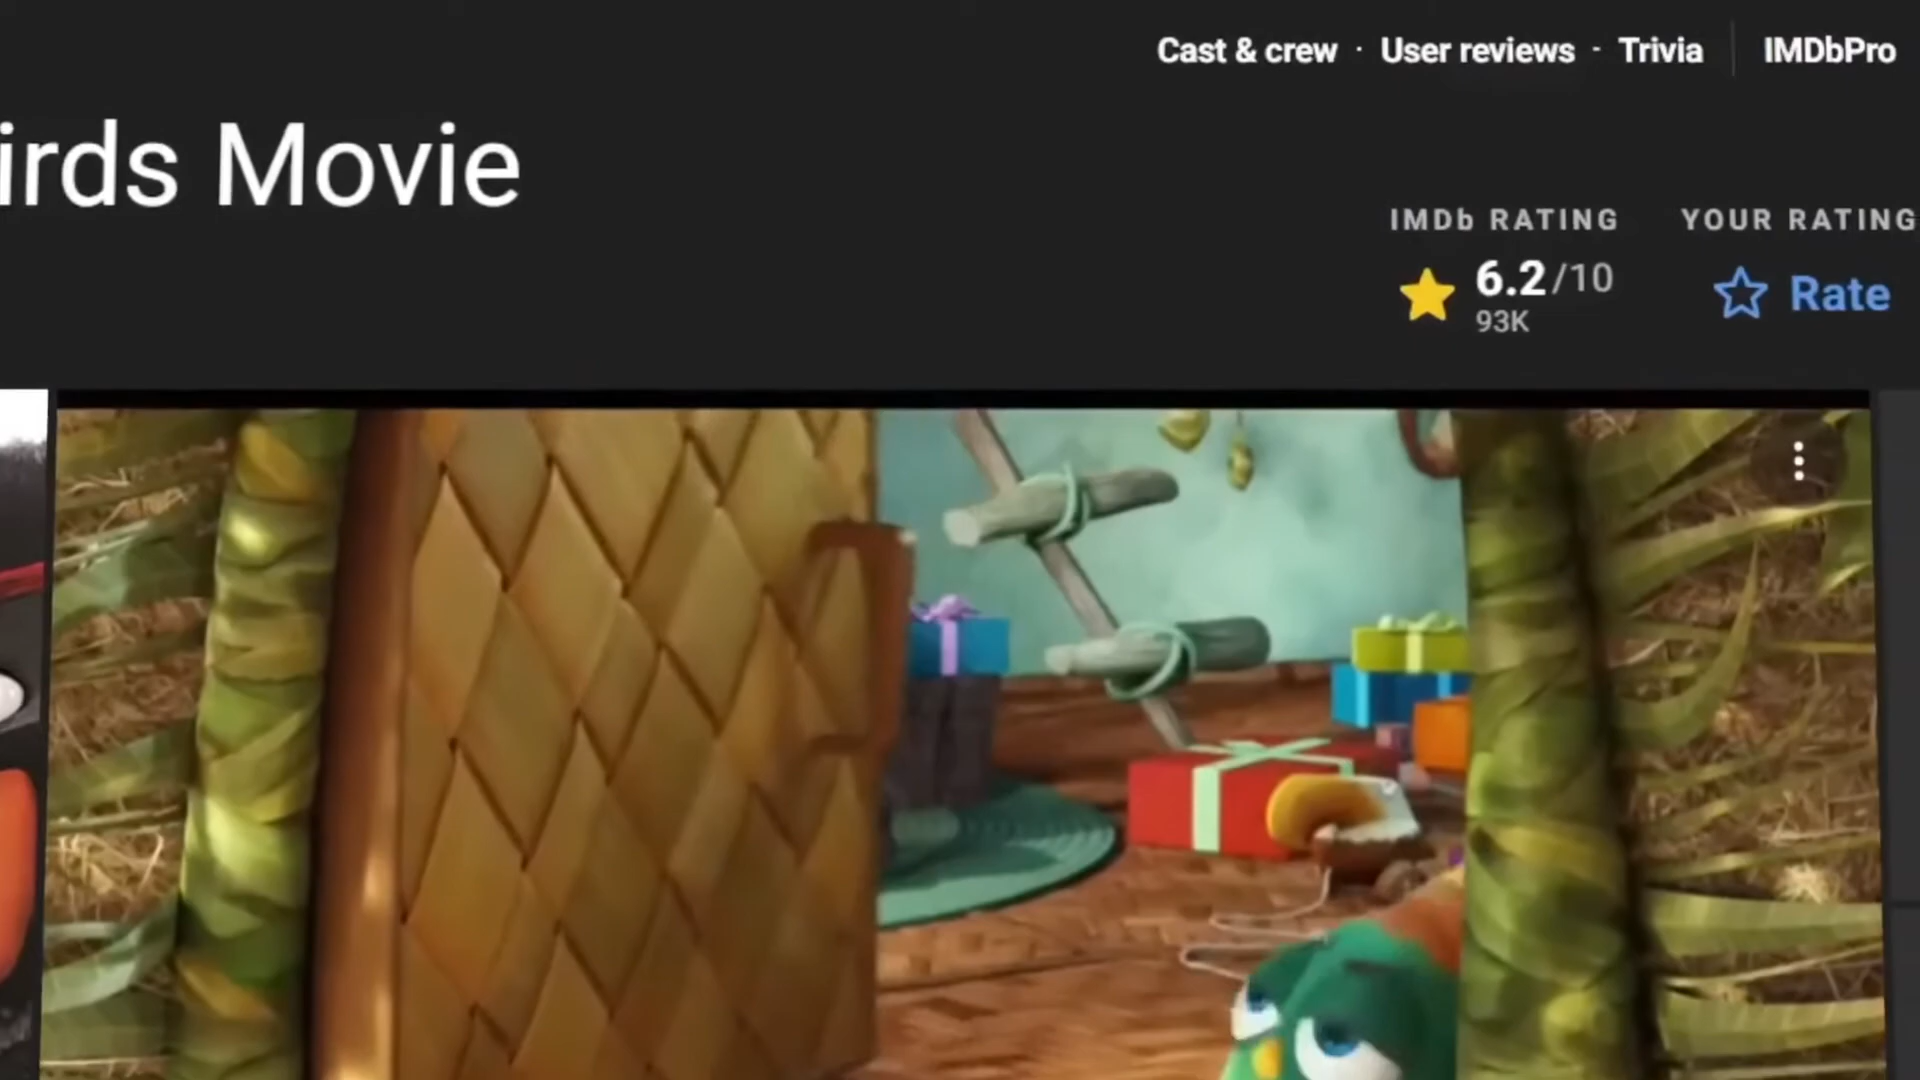 Cast & crew · User reviews · Trivia IMDbPro
irds Movie
IMDb RATING YOUR RATING
6.2/10 Rate
93K